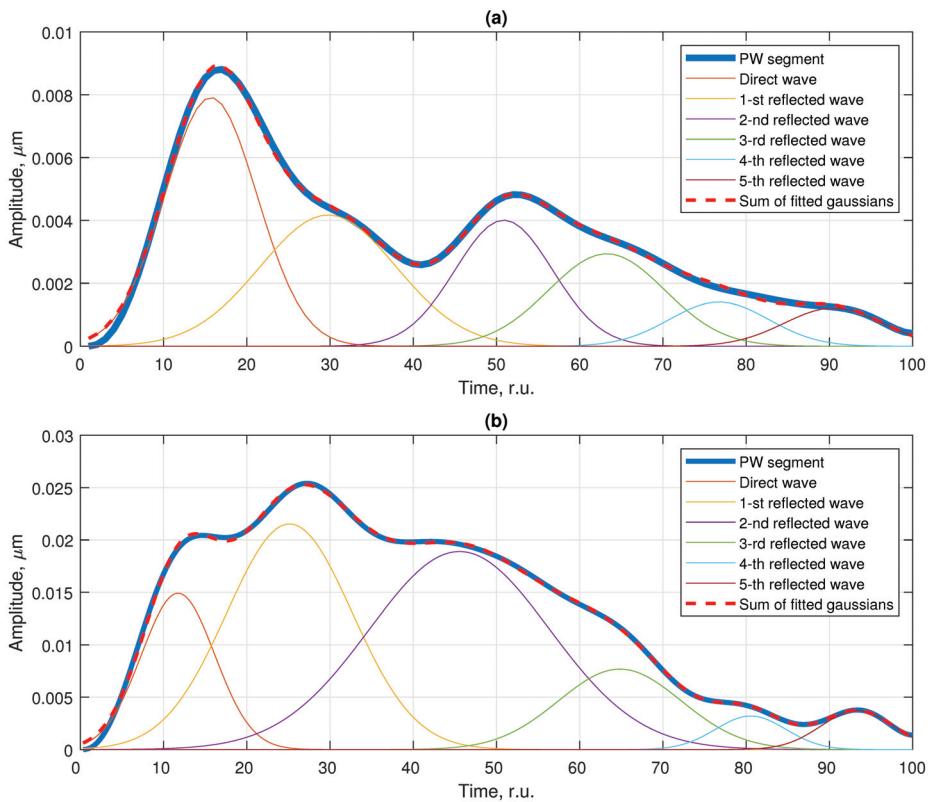 (a)
0.01
0.008
0.006
0.004
0.002
0
Amplitude, μm
PW segment
Direct wave
1-st reflected wave
2-nd reflected wave
3-rd reflected wave
4-th reflected wave
5-th reflected wave
Sum of fitted gaussians
0 10 20 30 40 50 60 70 80 90 100
Time, r.u.
(b)
0.03
0.025
0.02
0.015
0.01
0.005
0
Amplitude, μm
PW segment
Direct wave
1-st reflected wave
2-nd reflected wave
3-rd reflected wave
4-th reflected wave
5-th reflected wave
Sum of fitted gaussians
0 10 20 30 40 50 60 70 80 90 100
Time, r.u.